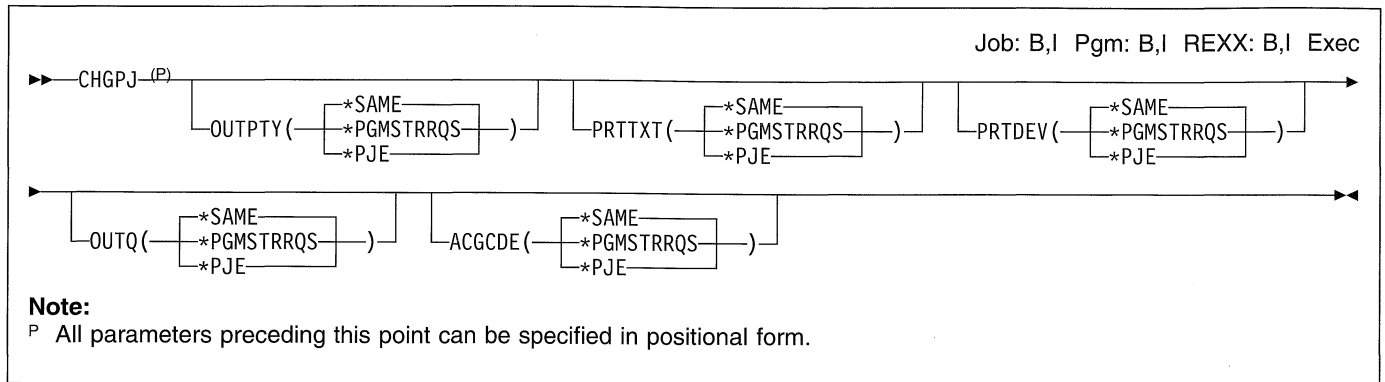 Job: B,I Pgm: B,I REXX: B,I Exec
CHGPJ (P)
*SAME *SAME *SAME
OUTPTY( *PGMSTRRQS ) PRTTXT( *PGMSTRRQS ) PRTDEV( *PGMSTRRQS )
*PJE *PJE *PJE
*SAME *SAME
OUTQ( *PGMSTRRQS ) ACGCDE( *PGMSTRRQS )
*PJE *PJE
Note:
P All parameters preceding this point can be specified in positional form.